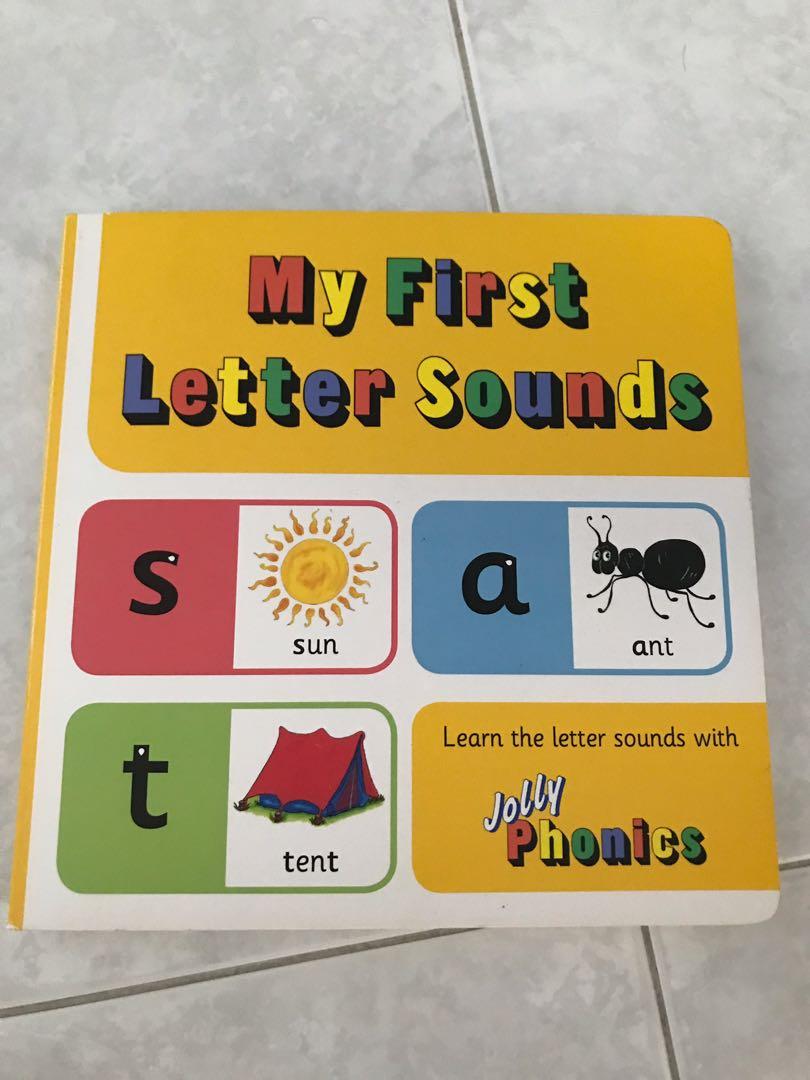 My First
Letter Sounds
s
sun
a
ant
t
tent
Learn the letter sounds with
Jolly
Phonics